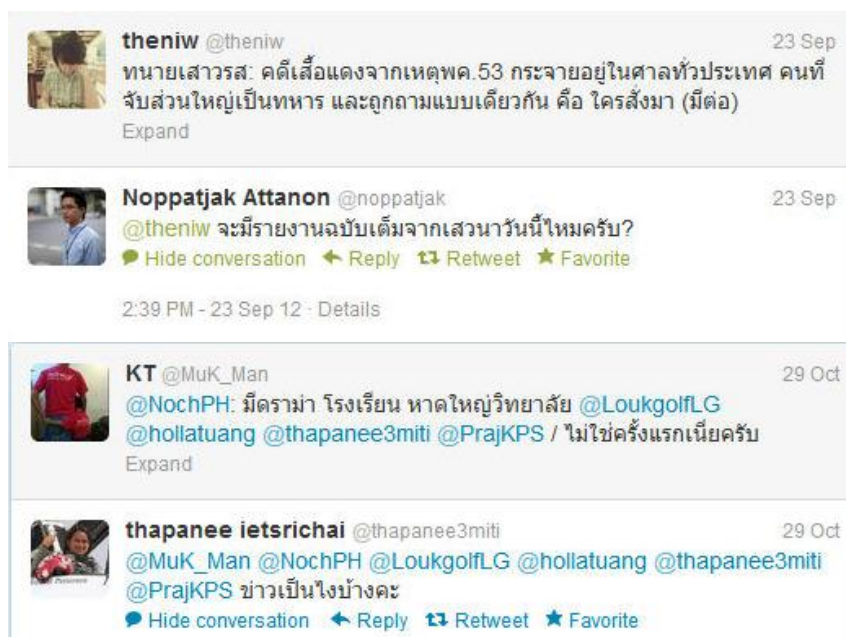 theniw @theniw 23 Sep
ทนายเสาวรส: คดีเสื้อแดงจากเหตุพค.53 กระจายอยู่ในศาลทั่วประเทศ คนที่
จับส่วนใหญ่เป็นทหาร และถูกถามแบบเดียวกัน คือ ใครสั่งมา (มีต่อ)
Expand
Noppatjak Attanon @noppatjak 23 Sep
@theniw จะมีรายงานฉบับเต็มจากเสวนาวันนี้ไหมครับ?
Hide conversation Reply Retweet Favorite
2:39 PM - 23 Sep 12 · Details
KT @MuK_Man 29 Oct
@NochPH: มีดราม่า โรงเรียน หาดใหญ่วิทยาลัย @LoukgolfLG
@hollatuang @thapanee3miti @PrajKPS / ไม่ใช่ครั้งแรกเนี่ยครับ
Expand
thapanee ietsrichai @thapanee3miti 29 Oct
@MuK_Man @NochPH @LoukgolfLG @hollatuang @thapanee3miti
@PrajKPS ข่าวเป็นไงบ้างคะ
Hide conversation Reply Retweet Favorite